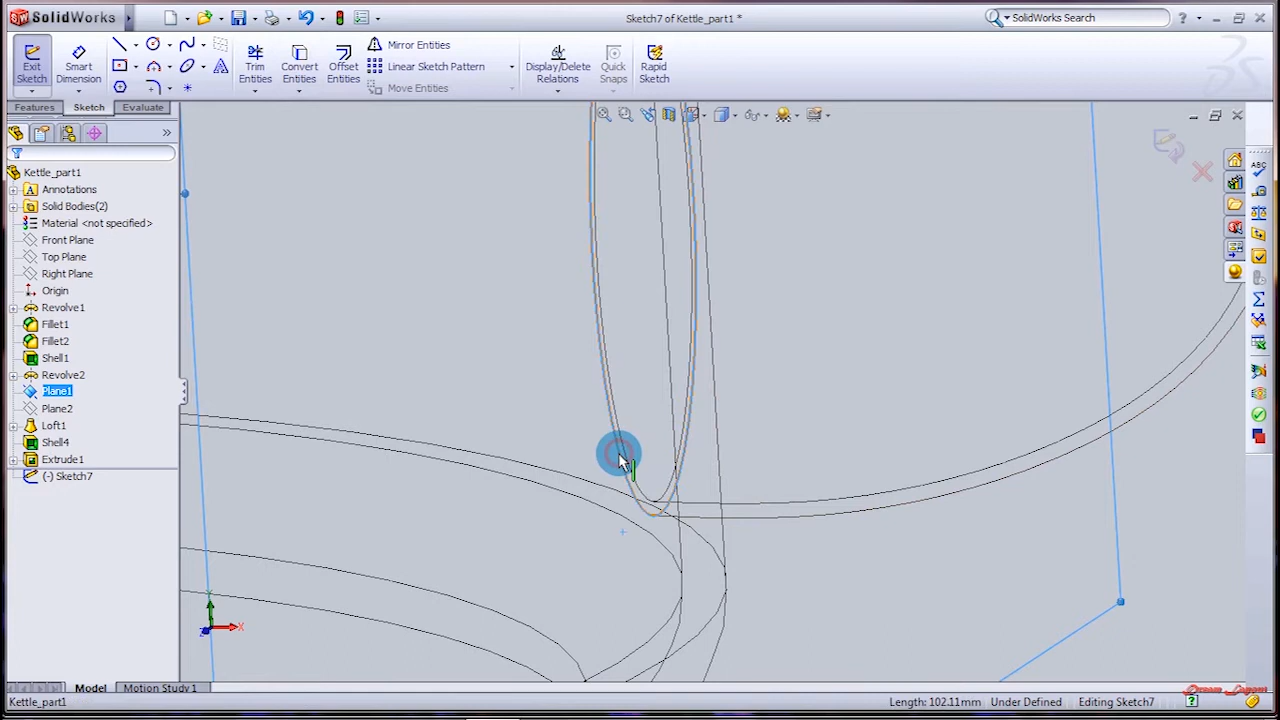 SolidWorks
Sketch7 of Kettle_part1 *
SolidWorks Search
Exit Sketch
Smart Dimension
Trim Entities
Convert Entities
Offset Entities
Mirror Entities
Linear Sketch Pattern
Move Entities
Display/Delete Relations
Quick Snaps
Rapid Sketch
Features
Sketch
Evaluate
Kettle_part1
Annotations
Solid Bodies(2)
Material <not specified>
Front Plane
Top Plane
Right Plane
Origin
Revolve1
Fillet1
Fillet2
Shell1
Revolve2
Plane1
Plane2
Loft1
Shell4
Extrude1
(-) Sketch7
Y
X
Z
Model
Motion Study 1
Kettle_part1
Length: 102.11mm
Under Defined
Editing Sketch7